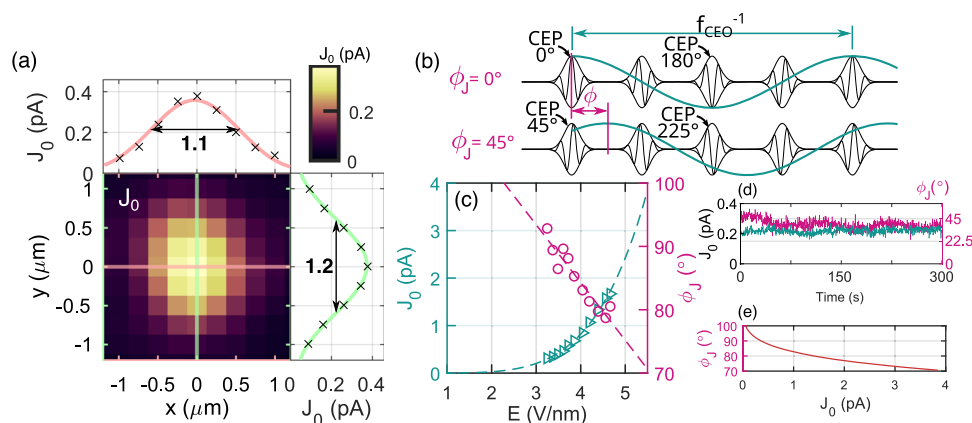 (a)
J₀ (pA)
0.4
0.2
0
1.1
J₀ (pA)
0.2
0
J₀
1
0.5
0
-0.5
-1
y (μm)
-1 -0.5 0 0.5 1
x (μm)
1.2
0 0.2 0.4
J₀ (pA)
(b)
f_CEO⁻¹
CEP
0°
CEP
180°
ϕ_J = 0°
ϕ
CEP
45°
CEP
225°
ϕ_J = 45°
(c)
4
3
2
1
0
J₀ (pA)
1 2 3 4 5
E (V/nm)
100
90
80
70
ϕ_J (°)
(d)
ϕ_J(°)
0.4
0.2
0
J₀ (pA)
45
22.5
0 150 300
Time (s)
(e)
100
70
ϕ_J (°)
0 1 2 3 4
J₀ (pA)